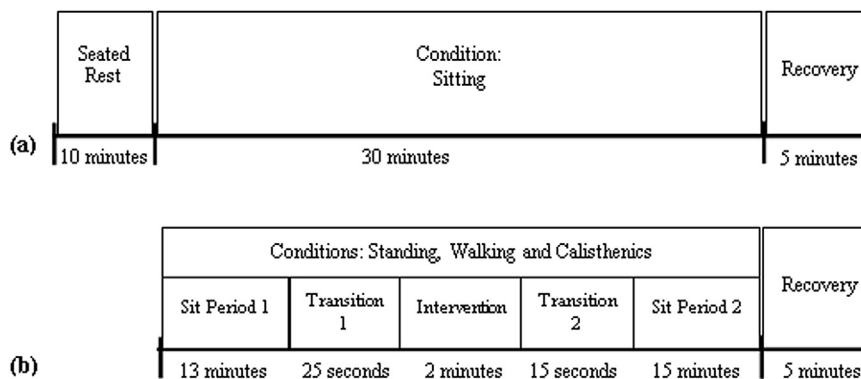 Seated
Rest
Condition:
Sitting
Recovery
(a)
10 minutes
30 minutes
5 minutes
Conditions: Standing, Walking and Calisthenics
Sit Period 1
Transition
1
Intervention
Transition
2
Sit Period 2
Recovery
(b)
13 minutes
25 seconds
2 minutes
15 seconds
15 minutes
5 minutes